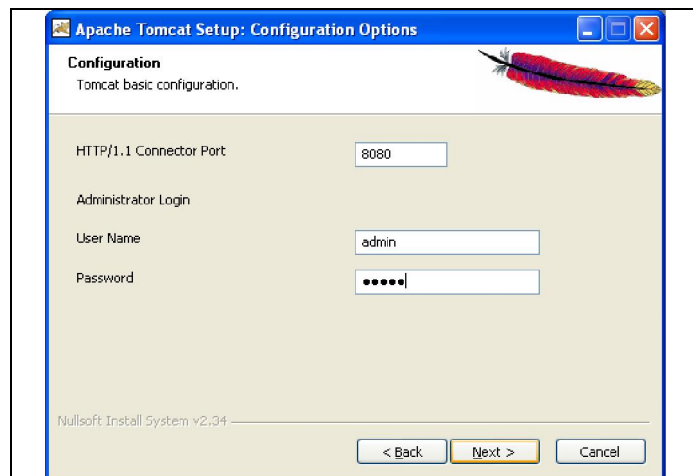 Apache Tomcat Setup: Configuration Options
Configuration
Tomcat basic configuration.
HTTP/1.1 Connector Port
8080
Administrator Login
User Name
admin
Password
●●●●●
Nullsoft Install System v2.34
< Back
Next >
Cancel